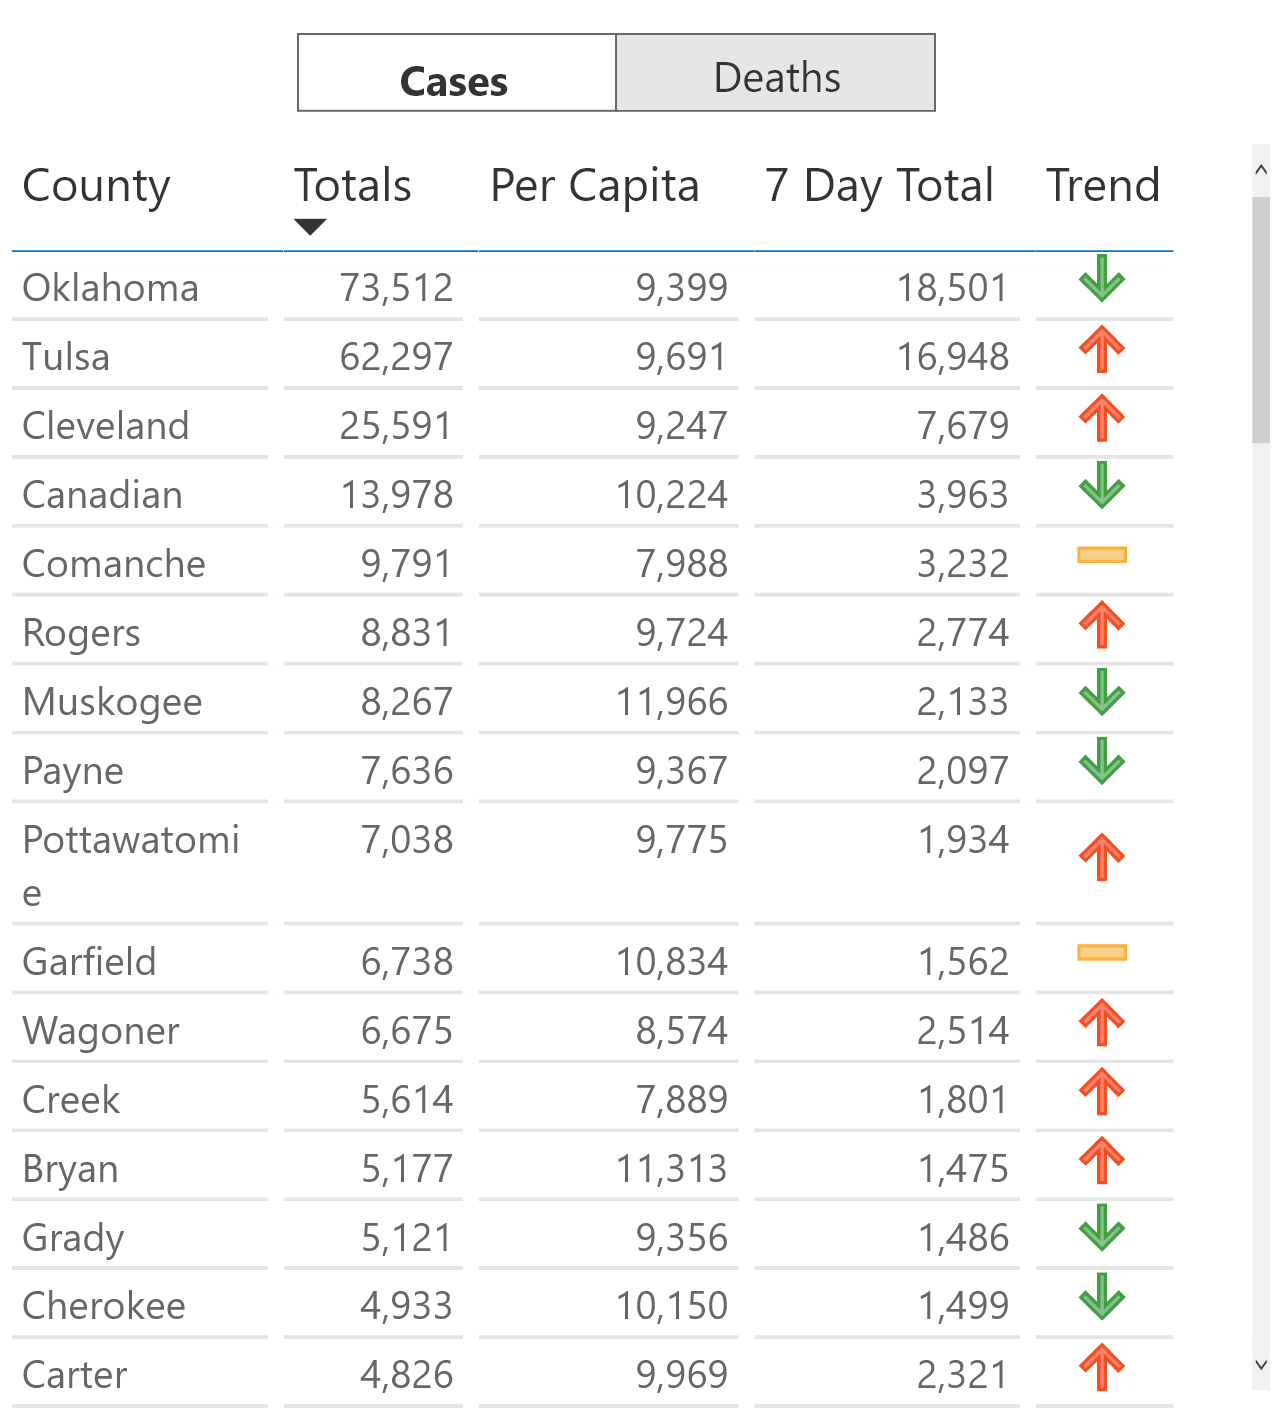 Cases Deaths
County Totals Per Capita 7 Day Total Trend
Oklahoma 73,512 9,399 18,501
Tulsa 62,297 9,691 16,948
Cleveland 25,591 9,247 7,679
Canadian 13,978 10,224 3,963
Comanche 9,791 7,988 3,232
Rogers 8,831 9,724 2,774
Muskogee 8,267 11,966 2,133
Payne 7,636 9,367 2,097
Pottawatomi 7,038 9,775 1,934
e
Garfield 6,738 10,834 1,562
Wagoner 6,675 8,574 2,514
Creek 5,614 7,889 1,801
Bryan 5,177 11,313 1,475
Grady 5,121 9,356 1,486
Cherokee 4,933 10,150 1,499
Carter 4,826 9,969 2,321